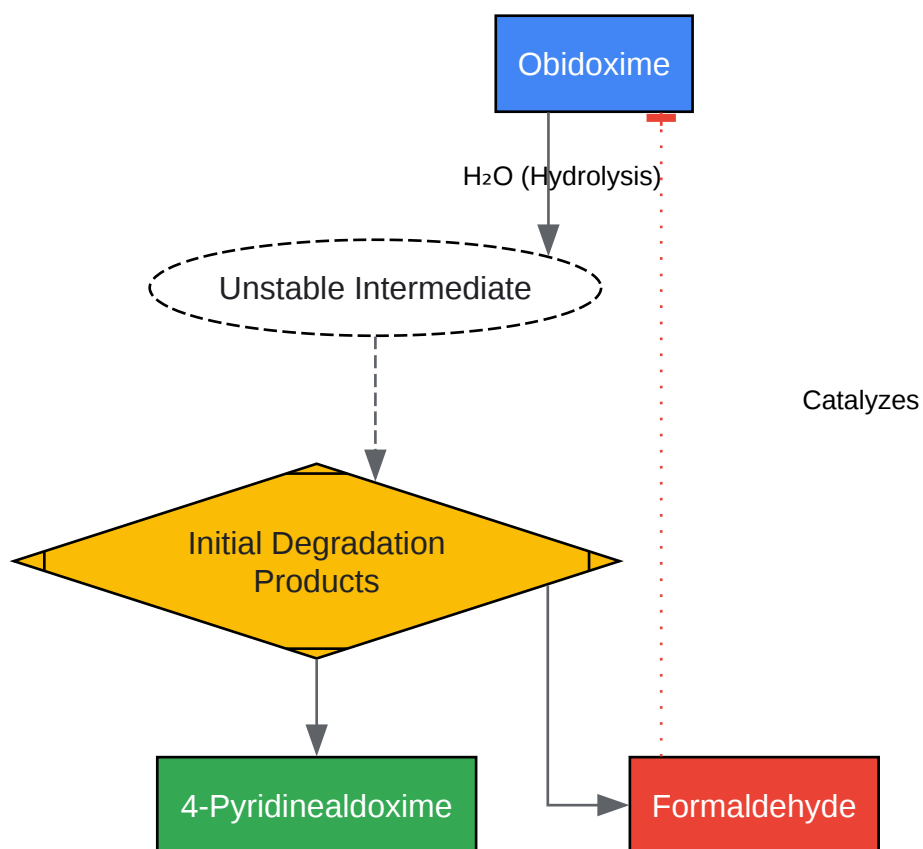 Obidoxime
H₂O (Hydrolysis)
Unstable Intermediate
Catalyzes
Initial Degradation
Products
4-Pyridinealdoxime
Formaldehyde